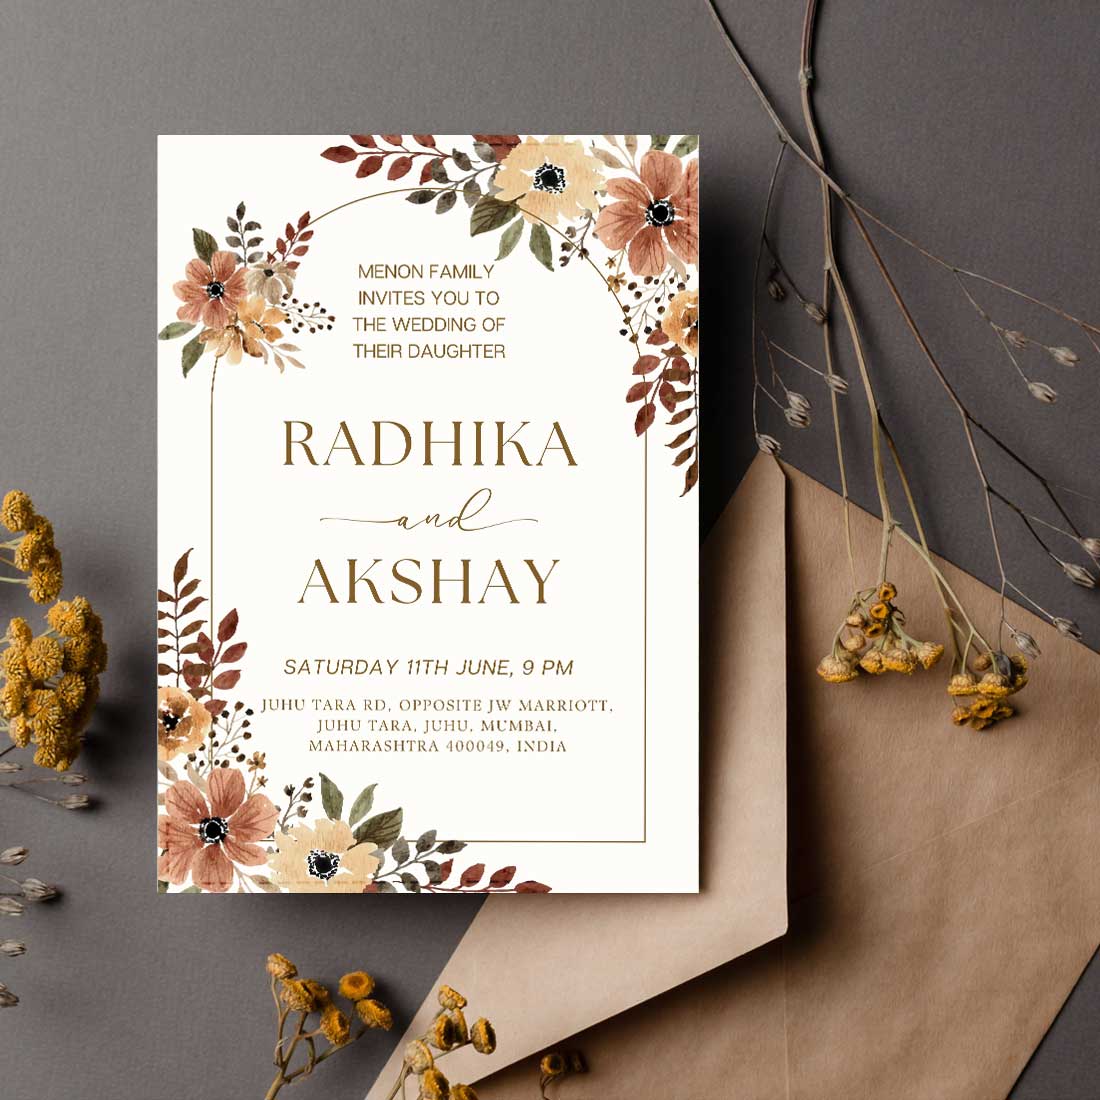 MENON FAMILY
INVITES YOU TO
THE WEDDING OF
THEIR DAUGHTER
RADHIKA
and
AKSHAY
SATURDAY 11TH JUNE, 9 PM
JUHU TARA RD, OPPOSITE JW MARRIOTT,
JUHU TARA, JUHU, MUMBAI,
MAHARASHTRA 400049, INDIA